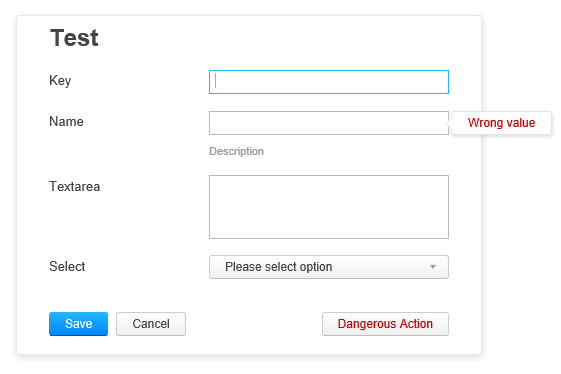 Test
Key
Name
Wrong value
Description
Textarea
Select
Please select option
Save
Cancel
Dangerous Action